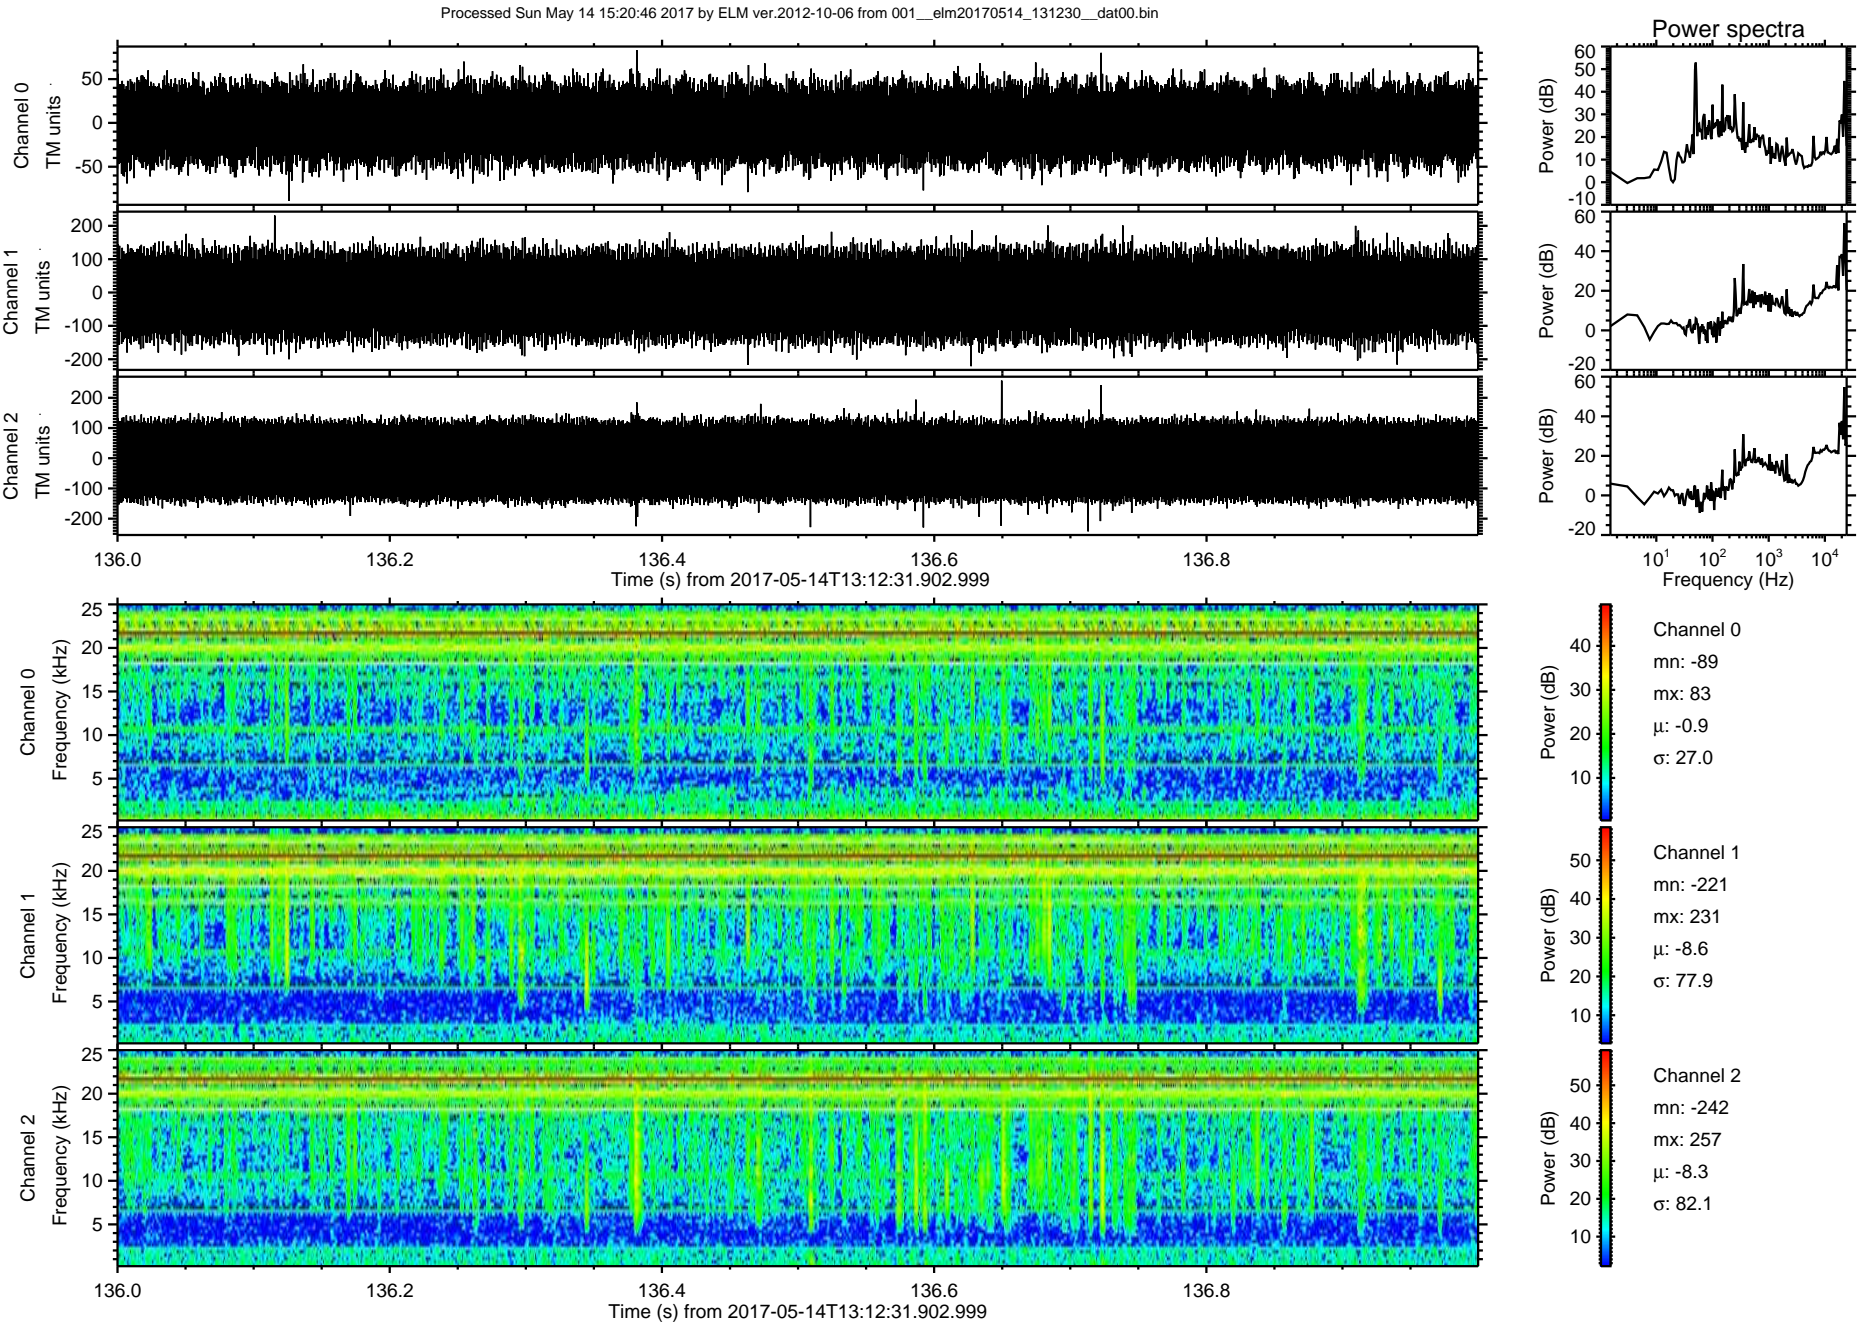 Processed Sun May 14 15:20:46 2017 by ELM ver.2012-10-06 from 001__elm20170514_131230__dat00.bin
Power spectra
Channel 0
TM units
50
0
-50
Power (dB)
60
50
40
30
20
10
0
-10
Channel 1
TM units
200
100
0
-100
-200
Power (dB)
60
40
20
0
-20
Channel 2
TM units
200
100
0
-100
-200
Power (dB)
60
40
20
0
-20
136.0 136.2 136.4 136.6 136.8
Time (s) from 2017-05-14T13:12:31.902.999
10^1 10^2 10^3 10^4
Frequency (Hz)
Channel 0
Frequency (kHz)
25
20
15
10
5
Power (dB)
40
30
20
10
Channel 0
mn: -89
mx: 83
μ: -0.9
σ: 27.0
Channel 1
Frequency (kHz)
25
20
15
10
5
Power (dB)
50
40
30
20
10
Channel 1
mn: -221
mx: 231
μ: -8.6
σ: 77.9
Channel 2
Frequency (kHz)
25
20
15
10
5
Power (dB)
50
40
30
20
10
Channel 2
mn: -242
mx: 257
μ: -8.3
σ: 82.1
136.0 136.2 136.4 136.6 136.8
Time (s) from 2017-05-14T13:12:31.902.999